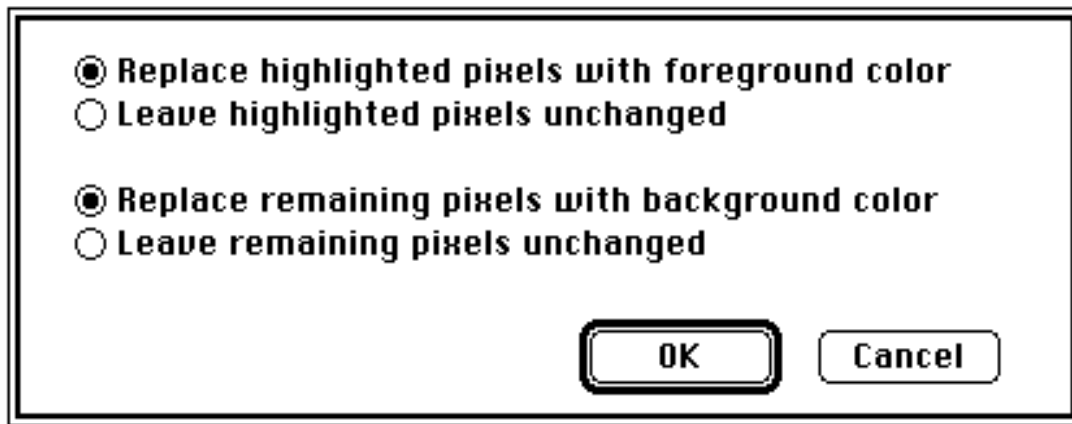 Replace highlighted pixels with foreground color
Leave highlighted pixels unchanged
Replace remaining pixels with background color
Leave remaining pixels unchanged
OK Cancel